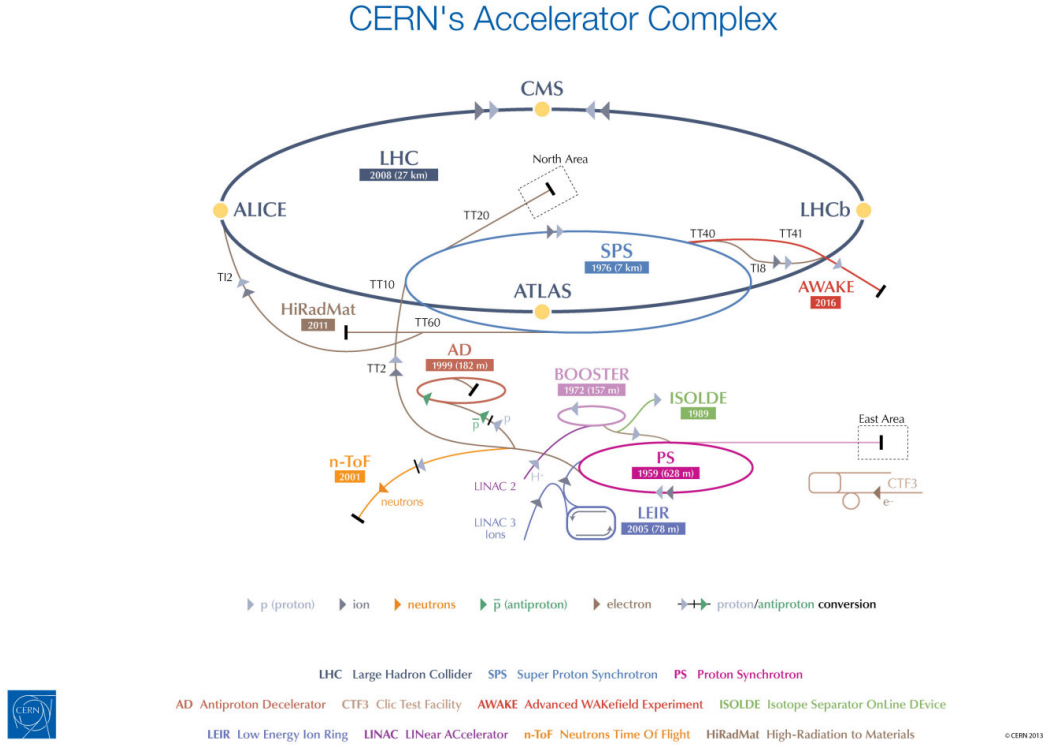 CERN's Accelerator Complex
CMS
LHC
2008 (27 km)
North Area
ALICE
LHCb
TT20
TT40
TT41
SPS
1976 (7 km)
TI8
TI2
TT10
ATLAS
AWAKE
2016
HiRadMat
2011
TT60
TT2
AD
1999 (182 m)
BOOSTER
1972 (157 m)
ISOLDE
1989
p̅
p
East Area
n-ToF
2001
neutrons
LINAC 2
H-
PS
1959 (628 m)
CTF3
e-
LINAC 3
Ions
LEIR
2005 (78 m)
p (proton)
ion
neutrons
p̅ (antiproton)
electron
proton/antiproton conversion
LHC Large Hadron Collider SPS Super Proton Synchrotron PS Proton Synchrotron
AD Antiproton Decelerator CTF3 Clic Test Facility AWAKE Advanced WAKefield Experiment ISOLDE Isotope Separator OnLine DEvice
LEIR Low Energy Ion Ring LINAC LINear ACcelerator n-ToF Neutrons Time Of Flight HiRadMat High-Radiation to Materials
CERN
© CERN 2013